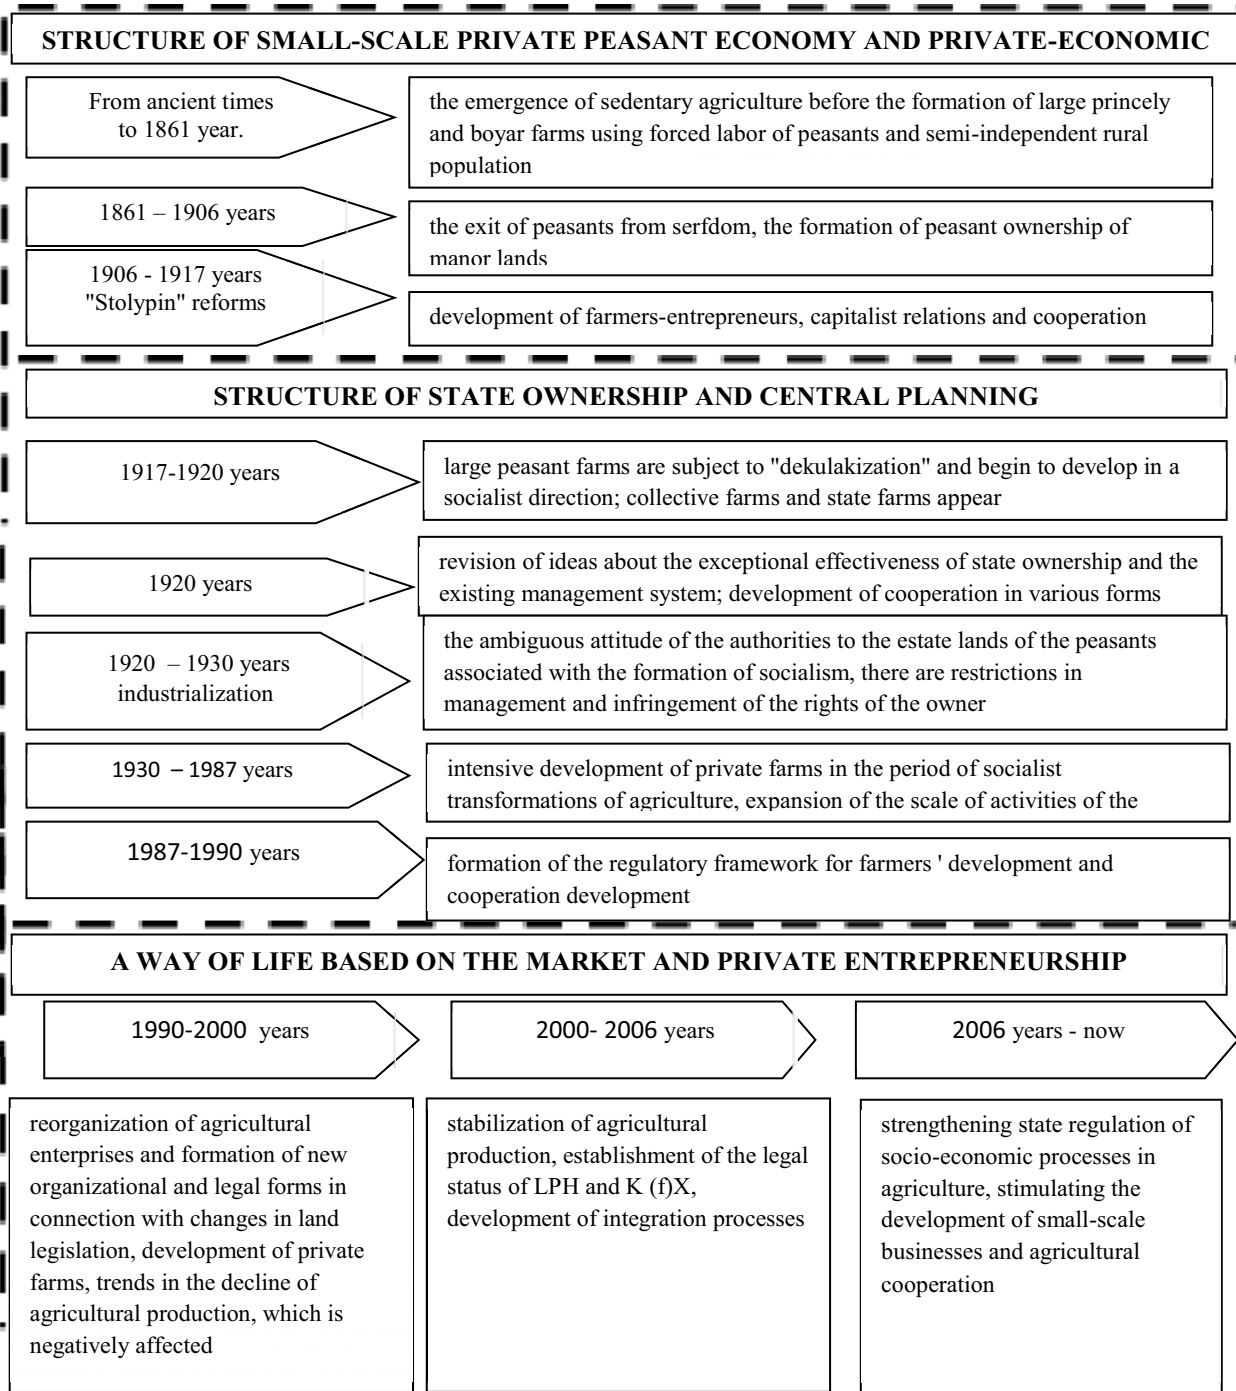 STRUCTURE OF SMALL-SCALE PRIVATE PEASANT ECONOMY AND PRIVATE-ECONOMIC
From ancient times
to 1861 year.
the emergence of sedentary agriculture before the formation of large princely
and boyar farms using forced labor of peasants and semi-independent rural
population
1861 – 1906 years
the exit of peasants from serfdom, the formation of peasant ownership of
manor lands
1906 - 1917 years
"Stolypin" reforms
development of farmers-entrepreneurs, capitalist relations and cooperation
STRUCTURE OF STATE OWNERSHIP AND CENTRAL PLANNING
1917-1920 years
large peasant farms are subject to "dekulakization" and begin to develop in a
socialist direction; collective farms and state farms appear
1920 years
revision of ideas about the exceptional effectiveness of state ownership and the
existing management system; development of cooperation in various forms
1920 – 1930 years
industrialization
the ambiguous attitude of the authorities to the estate lands of the peasants
associated with the formation of socialism, there are restrictions in
management and infringement of the rights of the owner
1930 – 1987 years
intensive development of private farms in the period of socialist
transformations of agriculture, expansion of the scale of activities of the
1987-1990 years
formation of the regulatory framework for farmers ' development and
cooperation development
A WAY OF LIFE BASED ON THE MARKET AND PRIVATE ENTREPRENEURSHIP
1990-2000 years
2000- 2006 years
2006 years - now
reorganization of agricultural
enterprises and formation of new
organizational and legal forms in
connection with changes in land
legislation, development of private
farms, trends in the decline of
agricultural production, which is
negatively affected
stabilization of agricultural
production, establishment of the legal
status of LPH and K (f)X,
development of integration processes
strengthening state regulation of
socio-economic processes in
agriculture, stimulating the
development of small-scale
businesses and agricultural
cooperation